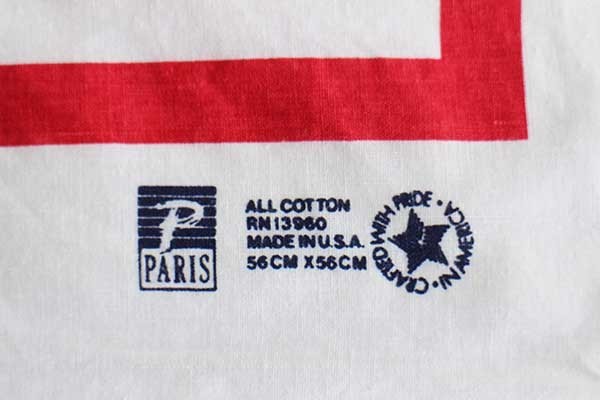 P
PARIS
ALL COTTON
RN13960
MADE IN U.S.A.
56CM X 56CM
CRAFTED WITH PRIDE • IN AMERICA •